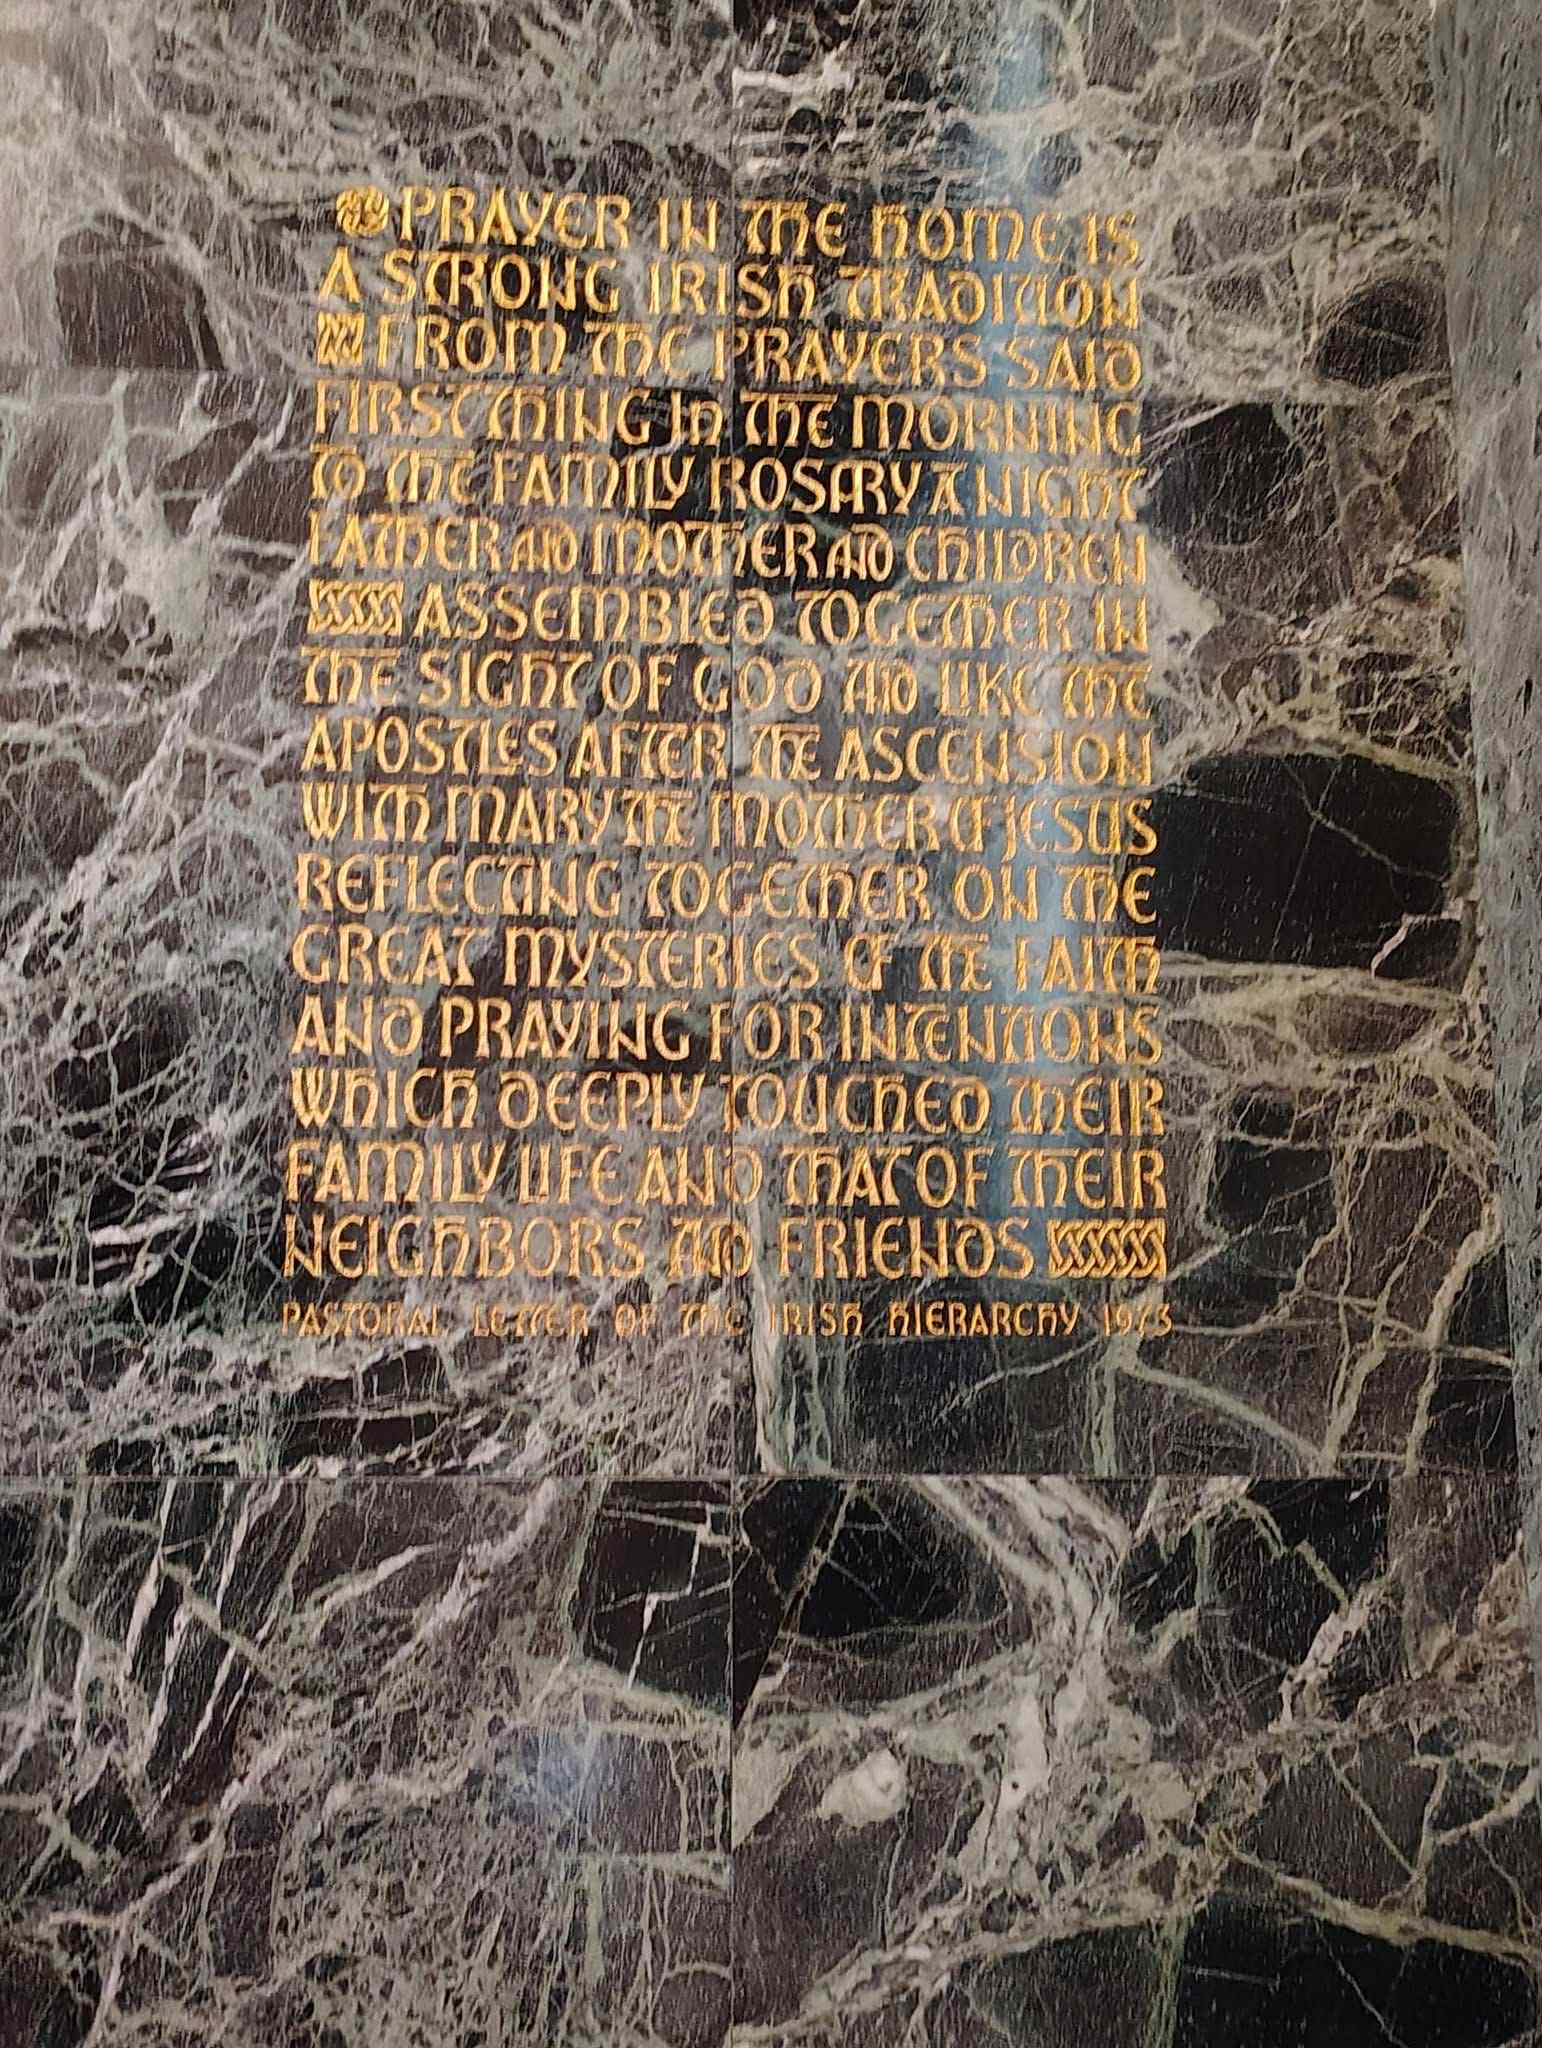 PRAYER IN THE HOME IS
A STRONG IRISH TRADITION
FROM THE PRAYERS SAID
FIRST THING IN THE MORNING
TO THE FAMILY ROSARY AT NIGHT
FATHER AND MOTHER AND CHILDREN
ASSEMBLED TOGETHER IN
THE SIGHT OF GOD AND LIKE THE
APOSTLES AFTER THE ASCENSION
WITH MARY THE MOTHER OF JESUS
REFLECTING TOGETHER ON THE
GREAT MYSTERIES OF THE FAITH
AND PRAYING FOR INTENTIONS
WHICH DEEPLY TOUCHED THEIR
FAMILY LIFE AND THAT OF THEIR
NEIGHBORS AND FRIENDS
PASTORAL LETTER OF THE IRISH HIERARCHY 1973